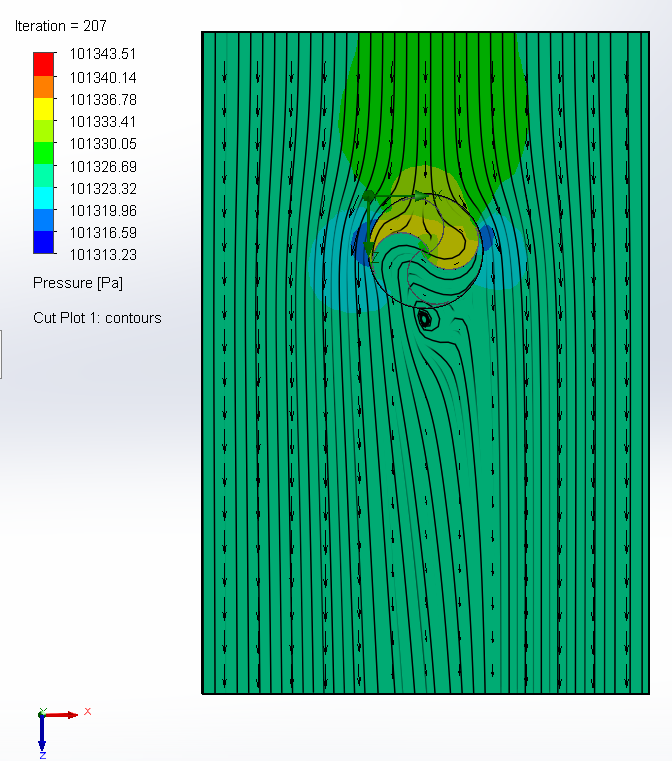 Iteration = 207
101343.51
101340.14
101336.78
101333.41
101330.05
101326.69
101323.32
101319.96
101316.59
101313.23
Pressure [Pa]
Cut Plot 1: contours
Y
X
Z